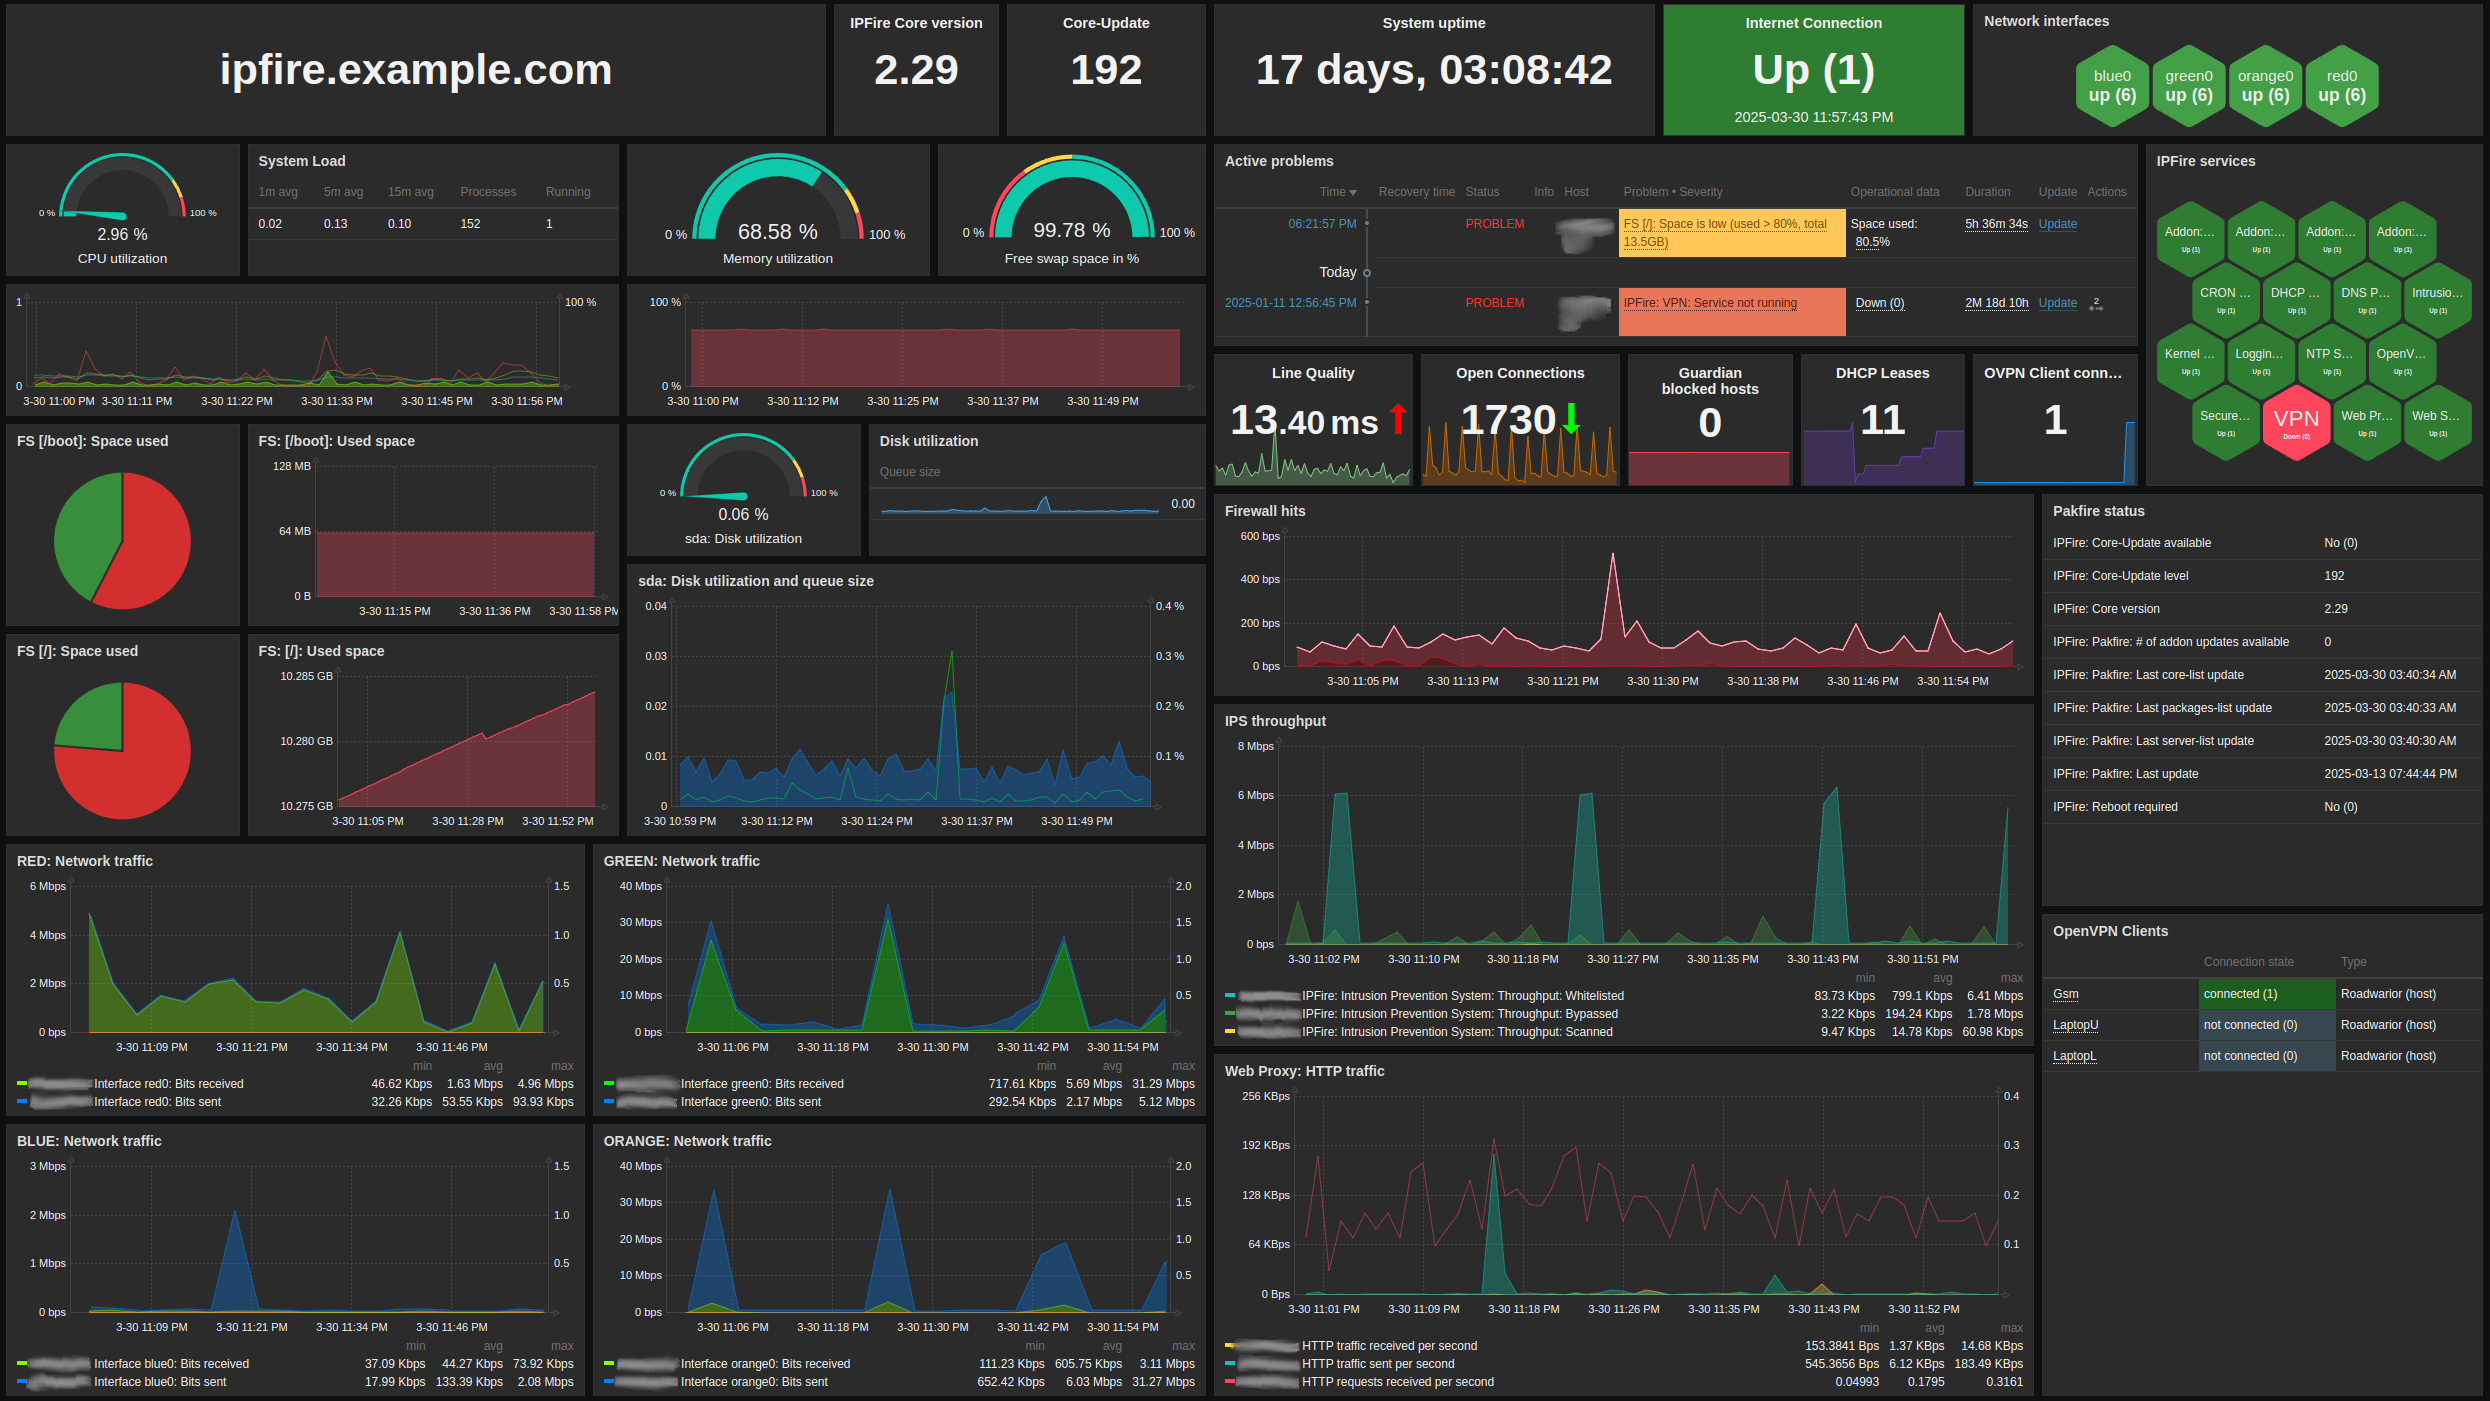 ipfire.example.com
IPFire Core version
2.29
Core-Update
192
System uptime
17 days, 03:08:42
Internet Connection
Up (1)
2025-03-30 11:57:43 PM
Network interfaces
blue0 green0 orange0 red0
up (6) up (6) up (6) up (6)
0 % 100 %
2.96 %
CPU utilization
System Load
1m avg 5m avg 15m avg Processes Running
0.02 0.13 0.10 152 1
0 % 68.58 % 100 %
Memory utilization
0 % 99.78 % 100 %
Free swap space in %
Active problems
Time Recovery time Status Info Host Problem • Severity Operational data Duration Update Actions
06:21:57 PM PROBLEM FS [/]: Space is low (used > 80%, total Space used: 5h 36m 34s Update
13.5GB) 80.5%
Today
2025-01-11 12:56:45 PM PROBLEM IPFire: VPN: Service not running Down (0) 2M 18d 10h Update 2
IPFire services
Addon:... Addon:... Addon:... Addon:...
Up (1) Up (1) Up (1) Up (1)
CRON ... DHCP ... DNS P... Intrusio...
Up (1) Up (1) Up (1) Up (1)
Kernel ... Loggin... NTP S... OpenV...
Up (1) Up (1) Up (1) Up (1)
Secure... VPN Web Pr... Web S...
Up (1) Down (0) Up (1) Up (1)
1 100 %
0
3-30 11:00 PM 3-30 11:11 PM 3-30 11:22 PM 3-30 11:33 PM 3-30 11:45 PM 3-30 11:56 PM
100 %
0 %
3-30 11:00 PM 3-30 11:12 PM 3-30 11:25 PM 3-30 11:37 PM 3-30 11:49 PM
Line Quality
13.40 ms
Open Connections
1730
Guardian
blocked hosts
0
DHCP Leases
11
OVPN Client conn...
1
FS [/boot]: Space used
FS: [/boot]: Used space
128 MB
64 MB
0 B
3-30 11:15 PM 3-30 11:36 PM 3-30 11:58 PM
0 % 100 %
0.06 %
sda: Disk utilization
Disk utilization
Queue size
0.00
FS [/]: Space used
FS: [/]: Used space
10.285 GB
10.280 GB
10.275 GB
3-30 11:05 PM 3-30 11:28 PM 3-30 11:52 PM
sda: Disk utilization and queue size
0.04 0.4 %
0.03 0.3 %
0.02 0.2 %
0.01 0.1 %
0
3-30 10:59 PM 3-30 11:12 PM 3-30 11:24 PM 3-30 11:37 PM 3-30 11:49 PM
Firewall hits
600 bps
400 bps
200 bps
0 bps
3-30 11:05 PM 3-30 11:13 PM 3-30 11:21 PM 3-30 11:30 PM 3-30 11:38 PM 3-30 11:46 PM 3-30 11:54 PM
Pakfire status
IPFire: Core-Update available No (0)
IPFire: Core-Update level 192
IPFire: Core version 2.29
IPFire: Pakfire: # of addon updates available 0
IPFire: Pakfire: Last core-list update 2025-03-30 03:40:34 AM
IPFire: Pakfire: Last packages-list update 2025-03-30 03:40:33 AM
IPFire: Pakfire: Last server-list update 2025-03-30 03:40:30 AM
IPFire: Pakfire: Last update 2025-03-13 07:44:44 PM
IPFire: Reboot required No (0)
IPS throughput
8 Mbps
6 Mbps
4 Mbps
2 Mbps
0 bps
3-30 11:02 PM 3-30 11:10 PM 3-30 11:18 PM 3-30 11:27 PM 3-30 11:35 PM 3-30 11:43 PM 3-30 11:51 PM
min avg max
IPFire: Intrusion Prevention System: Throughput: Whitelisted 83.73 Kbps 799.1 Kbps 6.41 Mbps
IPFire: Intrusion Prevention System: Throughput: Bypassed 3.22 Kbps 194.24 Kbps 1.78 Mbps
IPFire: Intrusion Prevention System: Throughput: Scanned 9.47 Kbps 14.78 Kbps 60.98 Kbps
OpenVPN Clients
Connection state Type
Gsm connected (1) Roadwarior (host)
LaptopU not connected (0) Roadwarior (host)
LaptopL not connected (0) Roadwarior (host)
RED: Network traffic
6 Mbps 1.5
4 Mbps 1.0
2 Mbps 0.5
0 bps
3-30 11:09 PM 3-30 11:21 PM 3-30 11:34 PM 3-30 11:46 PM
min avg max
Interface red0: Bits received 46.62 Kbps 1.63 Mbps 4.96 Mbps
Interface red0: Bits sent 32.26 Kbps 53.55 Kbps 93.93 Kbps
GREEN: Network traffic
40 Mbps 2.0
30 Mbps 1.5
20 Mbps 1.0
10 Mbps 0.5
0 bps
3-30 11:06 PM 3-30 11:18 PM 3-30 11:30 PM 3-30 11:42 PM 3-30 11:54 PM
min avg max
Interface green0: Bits received 717.61 Kbps 5.69 Mbps 31.29 Mbps
Interface green0: Bits sent 292.54 Kbps 2.17 Mbps 5.12 Mbps
BLUE: Network traffic
3 Mbps 1.5
2 Mbps 1.0
1 Mbps 0.5
0 bps
3-30 11:09 PM 3-30 11:21 PM 3-30 11:34 PM 3-30 11:46 PM
min avg max
Interface blue0: Bits received 37.09 Kbps 44.27 Kbps 73.92 Kbps
Interface blue0: Bits sent 17.99 Kbps 133.39 Kbps 2.08 Mbps
ORANGE: Network traffic
40 Mbps 2.0
30 Mbps 1.5
20 Mbps 1.0
10 Mbps 0.5
0 bps
3-30 11:06 PM 3-30 11:18 PM 3-30 11:30 PM 3-30 11:42 PM 3-30 11:54 PM
min avg max
Interface orange0: Bits received 111.23 Kbps 605.75 Kbps 3.11 Mbps
Interface orange0: Bits sent 652.42 Kbps 6.03 Mbps 31.27 Mbps
Web Proxy: HTTP traffic
256 KBps 0.4
192 KBps 0.3
128 KBps 0.2
64 KBps 0.1
0 Bps
3-30 11:01 PM 3-30 11:09 PM 3-30 11:18 PM 3-30 11:26 PM 3-30 11:35 PM 3-30 11:43 PM 3-30 11:52 PM
min avg max
HTTP traffic received per second 153.3841 Bps 1.37 KBps 14.68 KBps
HTTP traffic sent per second 545.3656 Bps 6.12 KBps 183.49 KBps
HTTP requests received per second 0.04993 0.1795 0.3161